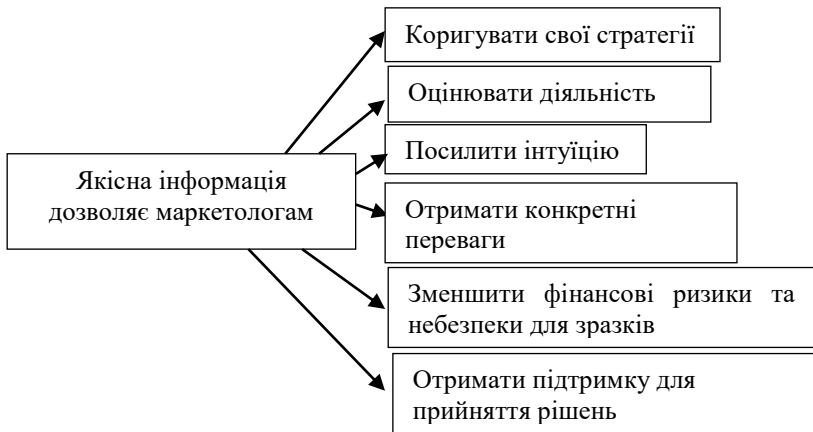 Якісна інформація
дозволяє маркетологам
Коригувати свої стратегії
Оцінювати діяльність
Посилити інтуїцію
Отримати конкретні
переваги
Зменшити фінансові ризики та
небезпеки для зразків
Отримати підтримку для
прийняття рішень